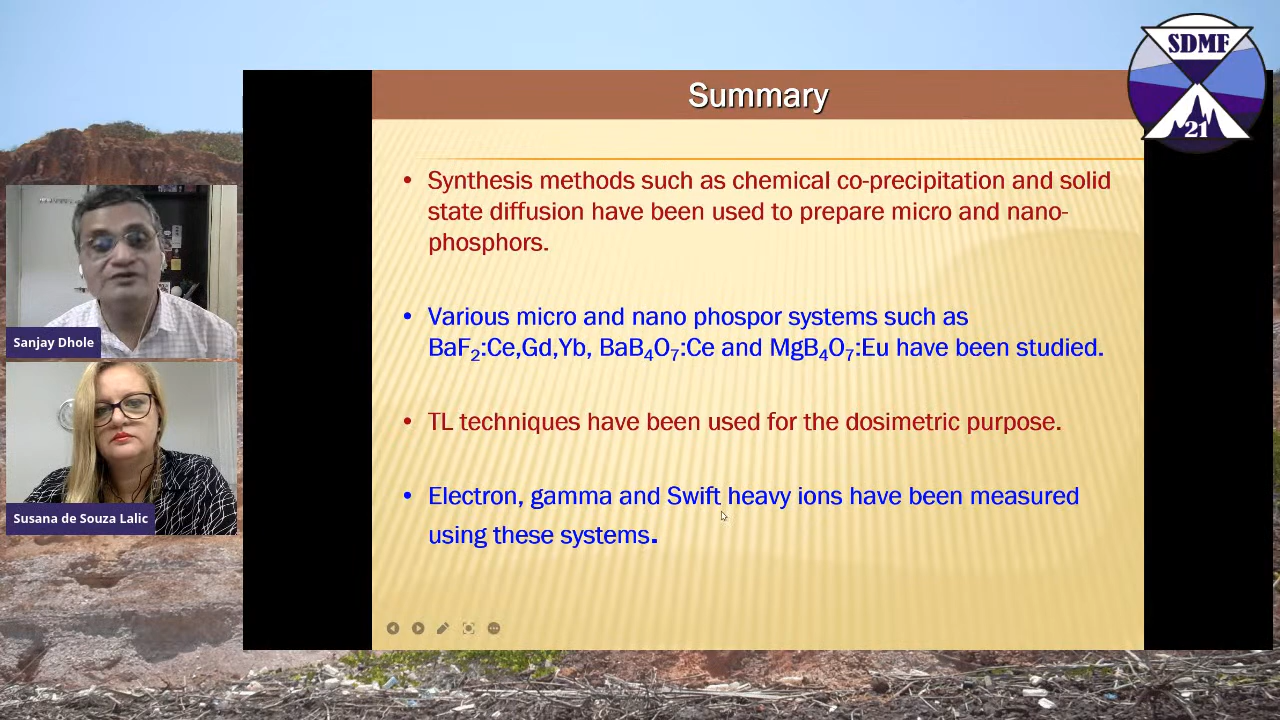 SDMF
21
Summary
• Synthesis methods such as chemical co-precipitation and solid
state diffusion have been used to prepare micro and nano-
phosphors.
• Various micro and nano phospor systems such as
BaF₂:Ce,Gd,Yb, BaB₄O₇:Ce and MgB₄O₇:Eu have been studied.
• TL techniques have been used for the dosimetric purpose.
• Electron, gamma and Swift heavy ions have been measured
using these systems.
Sanjay Dhole
Susana de Souza Lalic